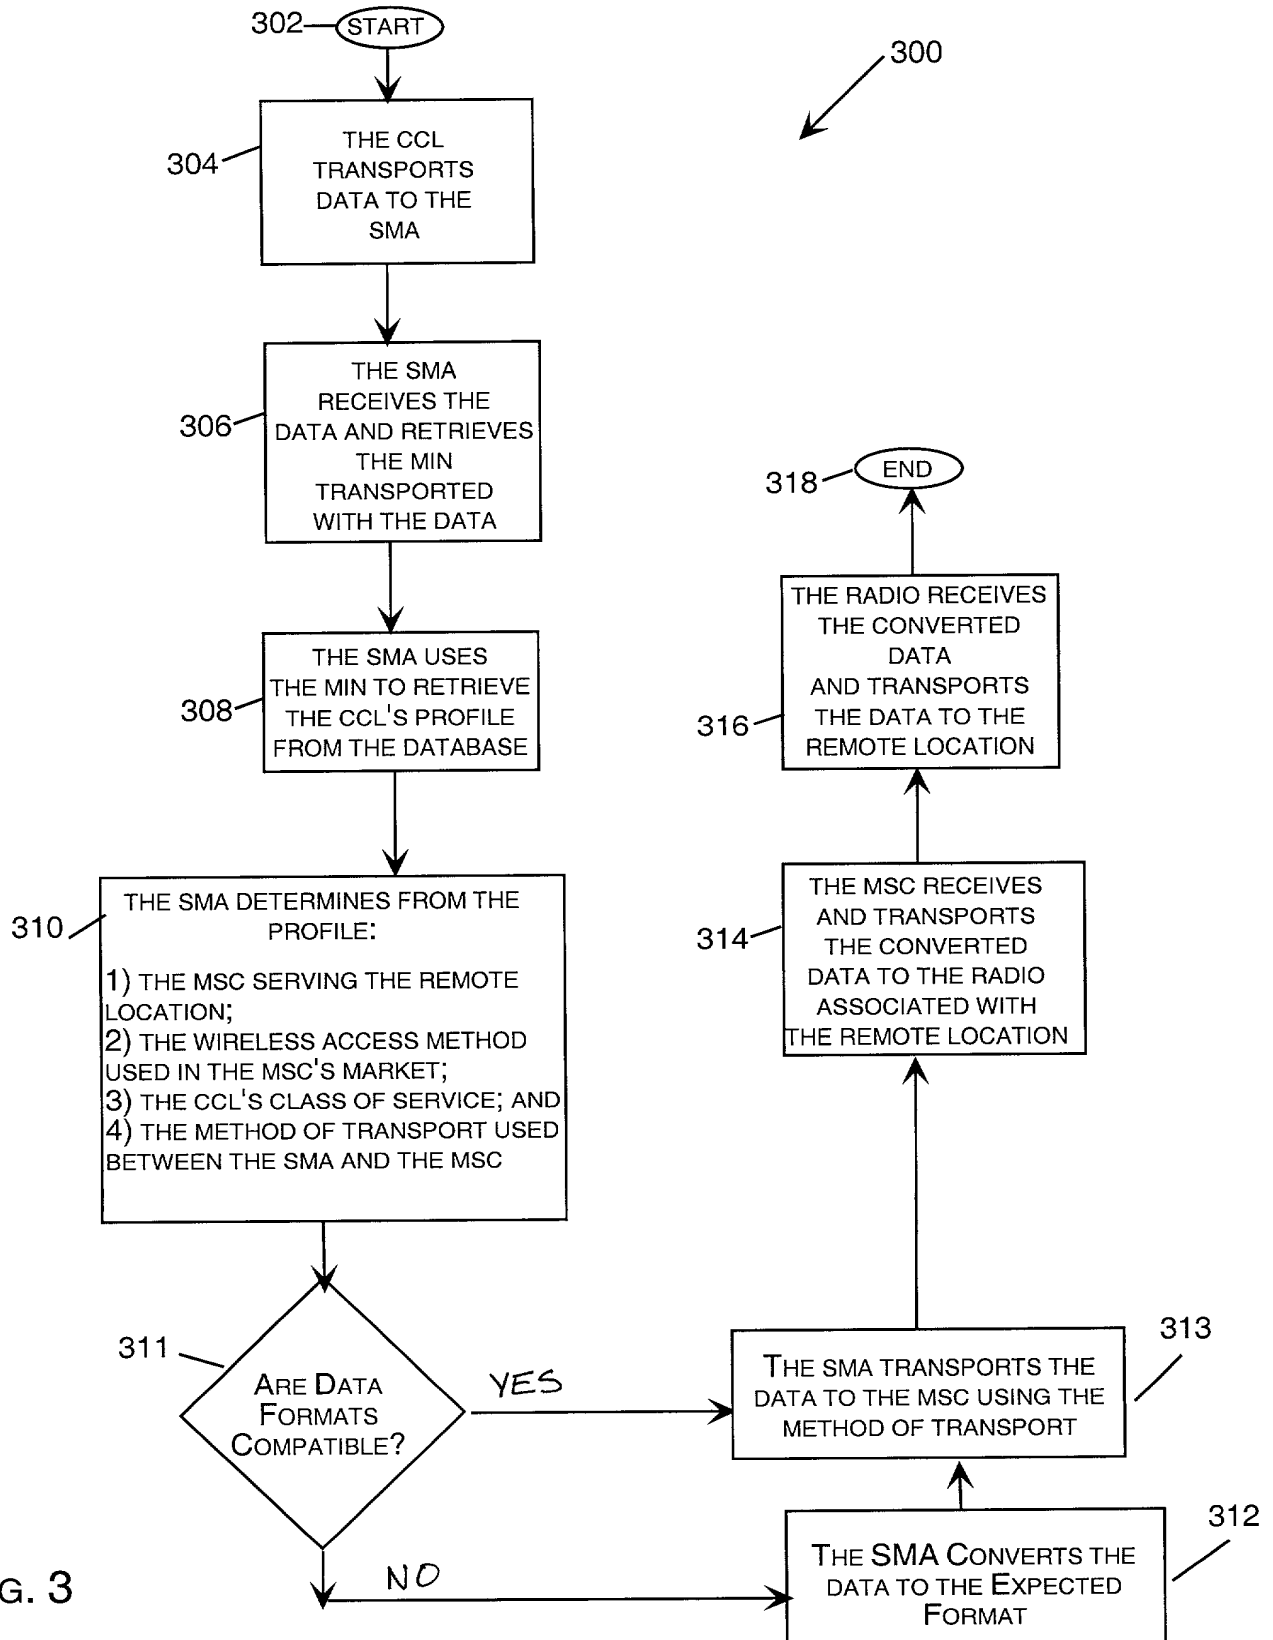 302
START
300
304
THE CCL
TRANSPORTS
DATA TO THE
SMA
306
THE SMA
RECEIVES THE
DATA AND RETRIEVES
THE MIN
TRANSPORTED
WITH THE DATA
308
THE SMA USES
THE MIN TO RETRIEVE
THE CCL'S PROFILE
FROM THE DATABASE
310
THE SMA DETERMINES FROM THE
PROFILE:
1) THE MSC SERVING THE REMOTE
LOCATION;
2) THE WIRELESS ACCESS METHOD
USED IN THE MSC'S MARKET;
3) THE CCL'S CLASS OF SERVICE; AND
4) THE METHOD OF TRANSPORT USED
BETWEEN THE SMA AND THE MSC
311
ARE DATA
FORMATS
COMPATIBLE?
YES
NO
312
THE SMA CONVERTS THE
DATA TO THE EXPECTED
FORMAT
313
THE SMA TRANSPORTS THE
DATA TO THE MSC USING THE
METHOD OF TRANSPORT
314
THE MSC RECEIVES
AND TRANSPORTS
THE CONVERTED
DATA TO THE RADIO
ASSOCIATED WITH
THE REMOTE LOCATION
316
THE RADIO RECEIVES
THE CONVERTED
DATA
AND TRANSPORTS
THE DATA TO THE
REMOTE LOCATION
318
END
G. 3